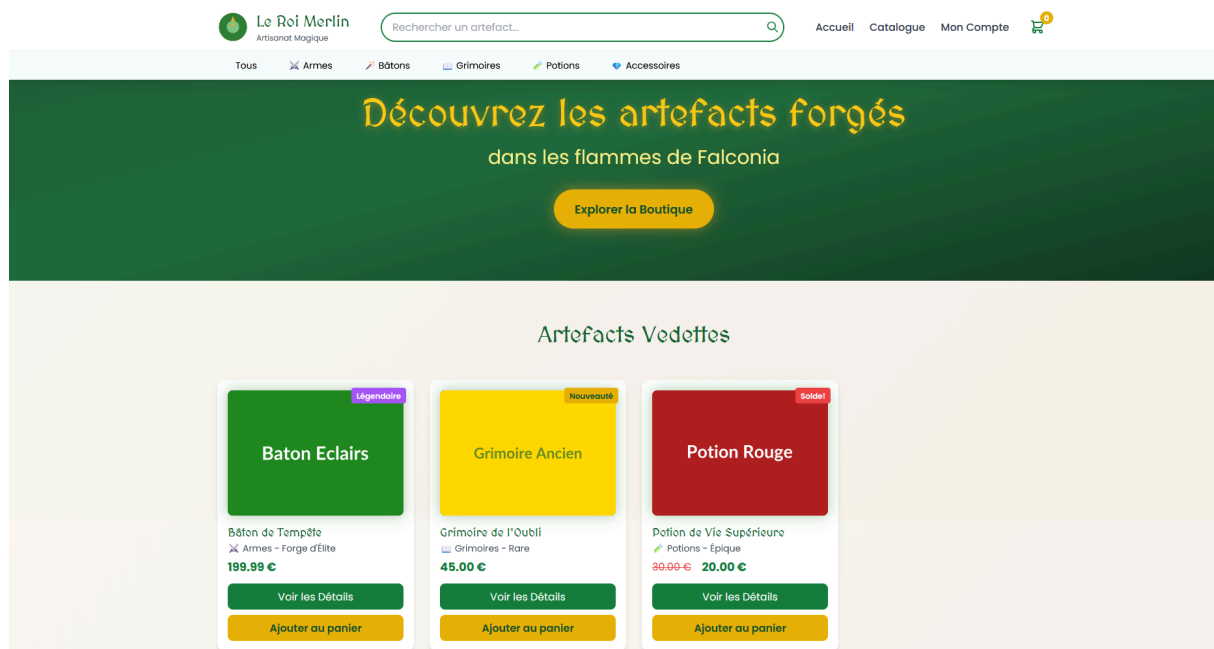 Le Roi Merlin
Artisanat Magique
Rechercher un artefact...
Accueil Catalogue Mon Compte 0
Tous Armes Bâtons Grimoires Potions Accessoires
Découvrez les artefacts forgés
dans les flammes de Falconia
Explorer la Boutique
Artefacts Vedettes
Légendaire
Baton Eclairs
Bâton de Tempête
Armes - Forge d'Élite
199.99 €
Voir les Détails
Ajouter au panier
Nouveauté
Grimoire Ancien
Grimoire de l'Oubli
Grimoires - Rare
45.00 €
Voir les Détails
Ajouter au panier
Solde!
Potion Rouge
Potion de Vie Supérieure
Potions - Épique
30.00 € 20.00 €
Voir les Détails
Ajouter au panier